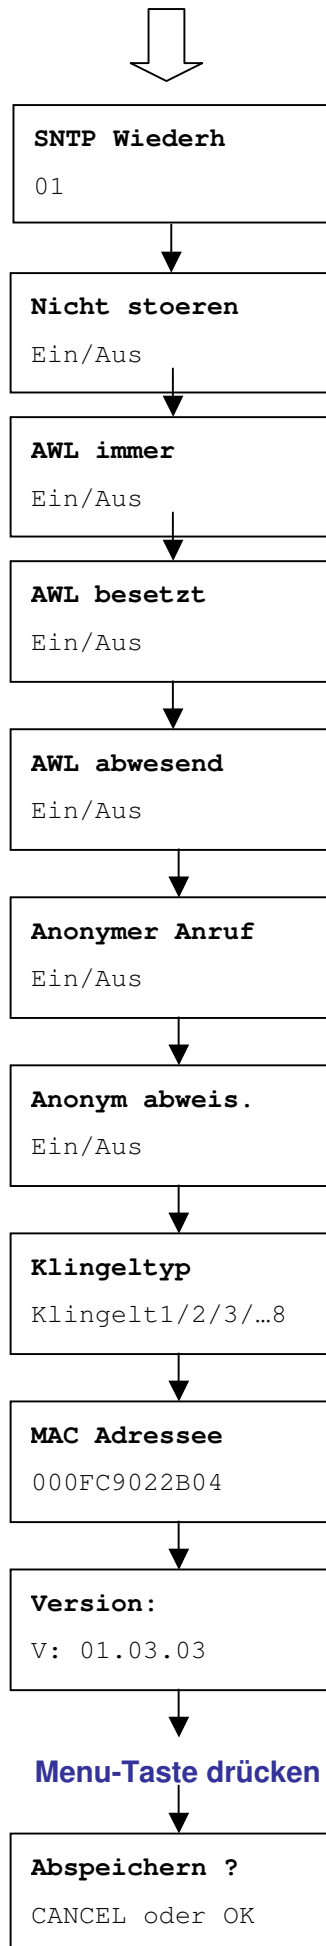 SNTP Wiederh
01
Nicht stoeren
Ein/Aus
AWL immer
Ein/Aus
AWL besetzt
Ein/Aus
AWL abwesend
Ein/Aus
Anonymer Anruf
Ein/Aus
Anonym abweis.
Ein/Aus
Klingeltyp
Klingelt1/2/3/…8
MAC Adressee
000FC9022B04
Version:
V: 01.03.03
Menu-Taste drücken
Abspeichern ?
CANCEL oder OK